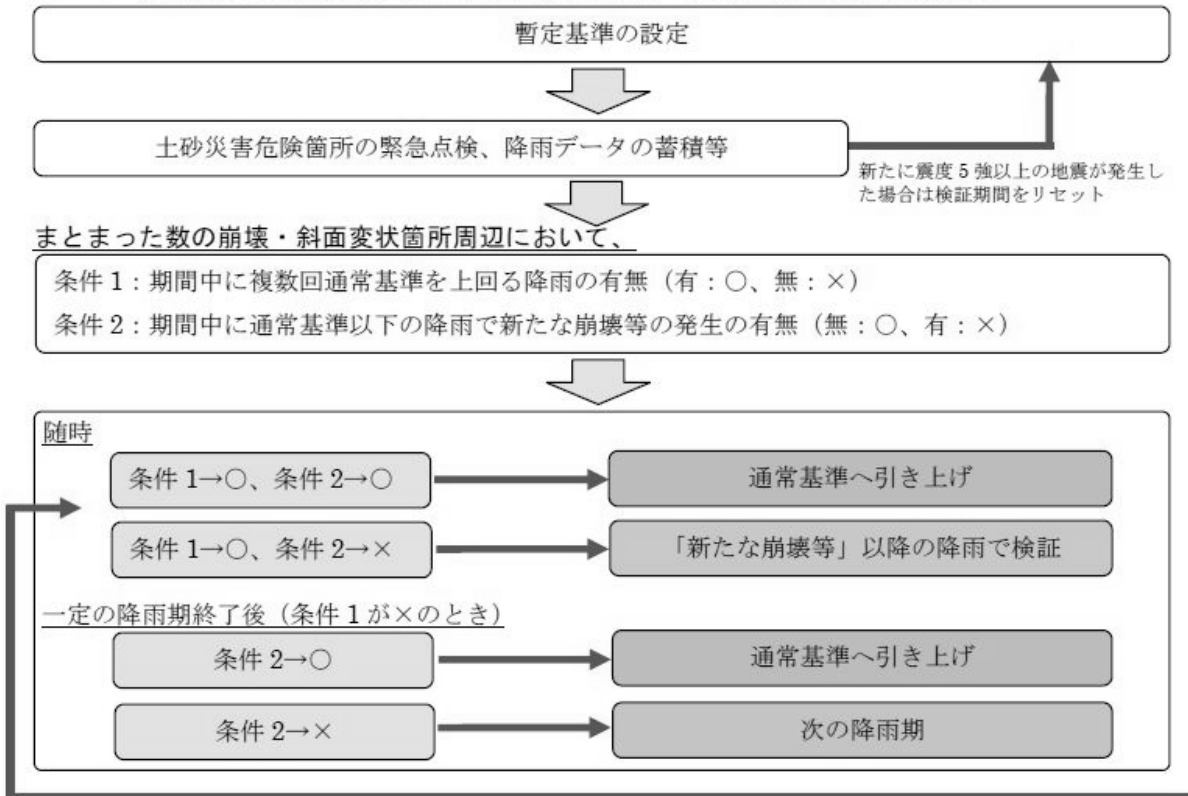 暫定基準の設定
土砂災害危険箇所の緊急点検、降雨データの蓄積等
新たに震度 5 強以上の地震が発生し
た場合は検証期間をリセット
まとまった数の崩壊・斜面変状箇所周辺において、
条件 1：期間中に複数回通常基準を上回る降雨の有無（有：○、無：×）
条件 2：期間中に通常基準以下の降雨で新たな崩壊等の発生の有無（無：○、有：×）
随時
条件 1→○、条件 2→○
通常基準へ引き上げ
条件 1→○、条件 2→×
「新たな崩壊等」以降の降雨で検証
一定の降雨期終了後（条件 1 が×のとき）
条件 2→○
通常基準へ引き上げ
条件 2→×
次の降雨期